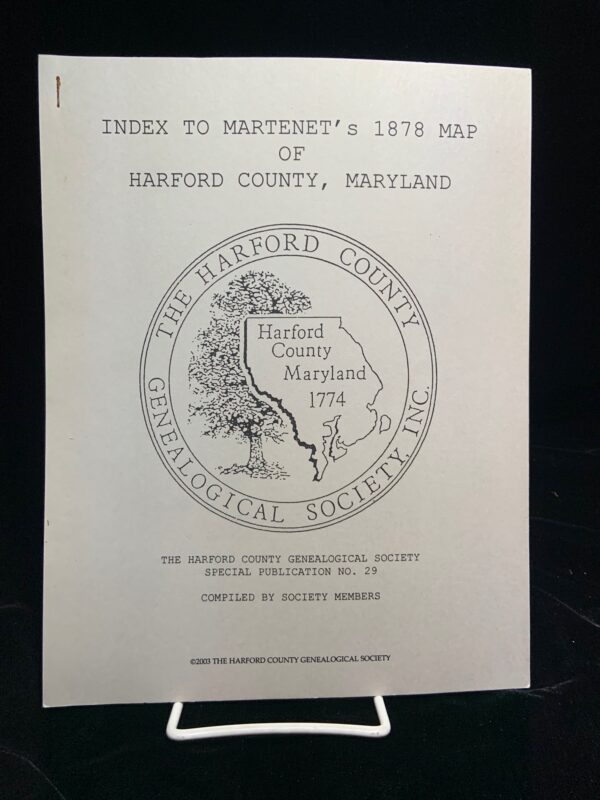 INDEX TO MARTENET's 1878 MAP
OF
HARFORD COUNTY, MARYLAND
THE HARFORD COUNTY
GENEALOGICAL SOCIETY, INC.
Harford
County
Maryland
1774
THE HARFORD COUNTY GENEALOGICAL SOCIETY
SPECIAL PUBLICATION NO. 29
COMPILED BY SOCIETY MEMBERS
©2003 THE HARFORD COUNTY GENEALOGICAL SOCIETY